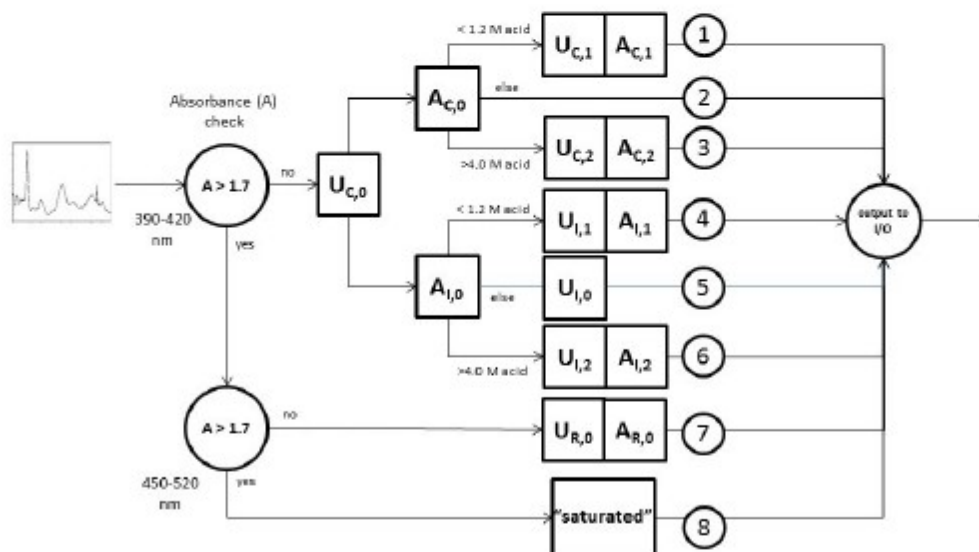 < 1.2 M acid
U_C,1 A_C,1
1
Absorbance (A)
check
A_C,0
else
2
A > 1.7
no
U_C,0
>4.0 M acid
U_C,2 A_C,2
3
390-420
nm
yes
< 1.2 M acid
U_I,1 A_I,1
4
output to
I/O
A_I,0
else
U_I,0
5
>4.0 M acid
U_I,2 A_I,2
6
A > 1.7
no
U_R,0 A_R,0
7
450-520
nm
yes
"saturated"
8